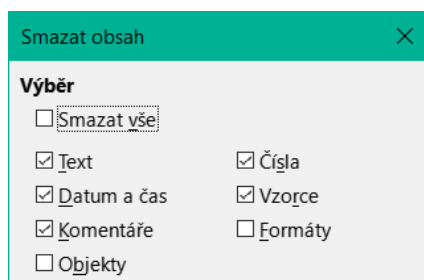 Smazat obsah
Výběr
Smazat vše
Text
Čísla
Datum a čas
Vzorce
Komentáře
Formáty
Objekty